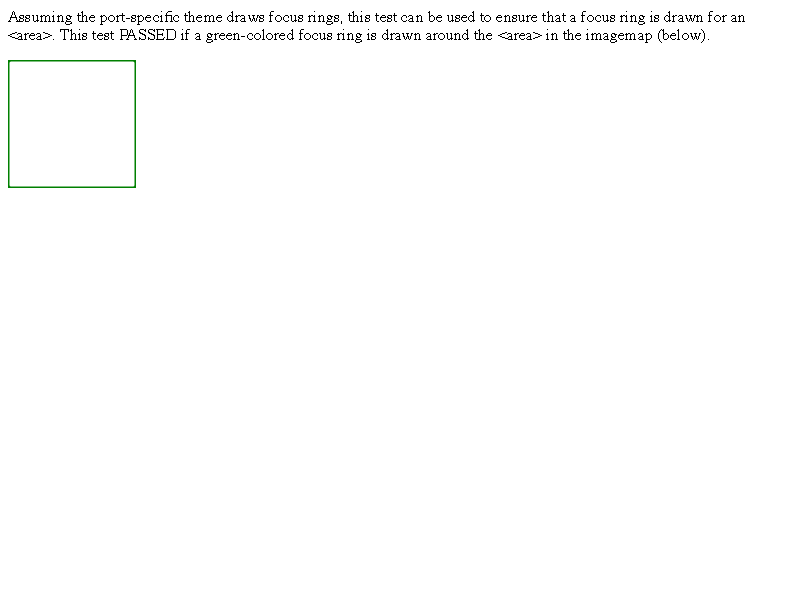 Assuming the port-specific theme draws focus rings, this test can be used to ensure that a focus ring is drawn for an
<area>. This test PASSED if a green-colored focus ring is drawn around the <area> in the imagemap (below).